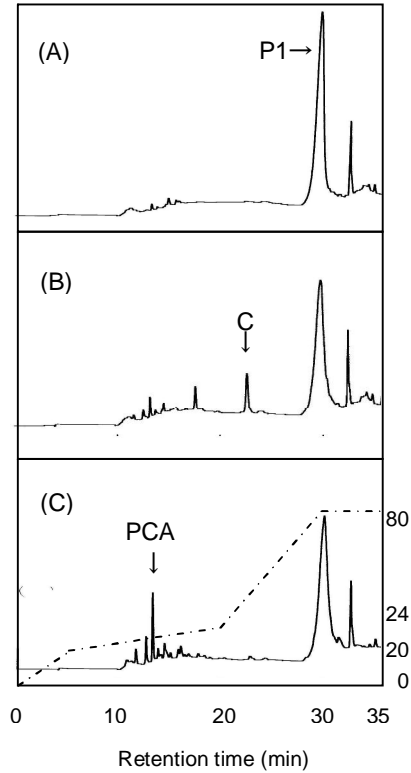 (A)
P1→
(B)
C
↓
(C)
PCA
↓
80
24
20
0
0 10 20 30 35
Retention time (min)